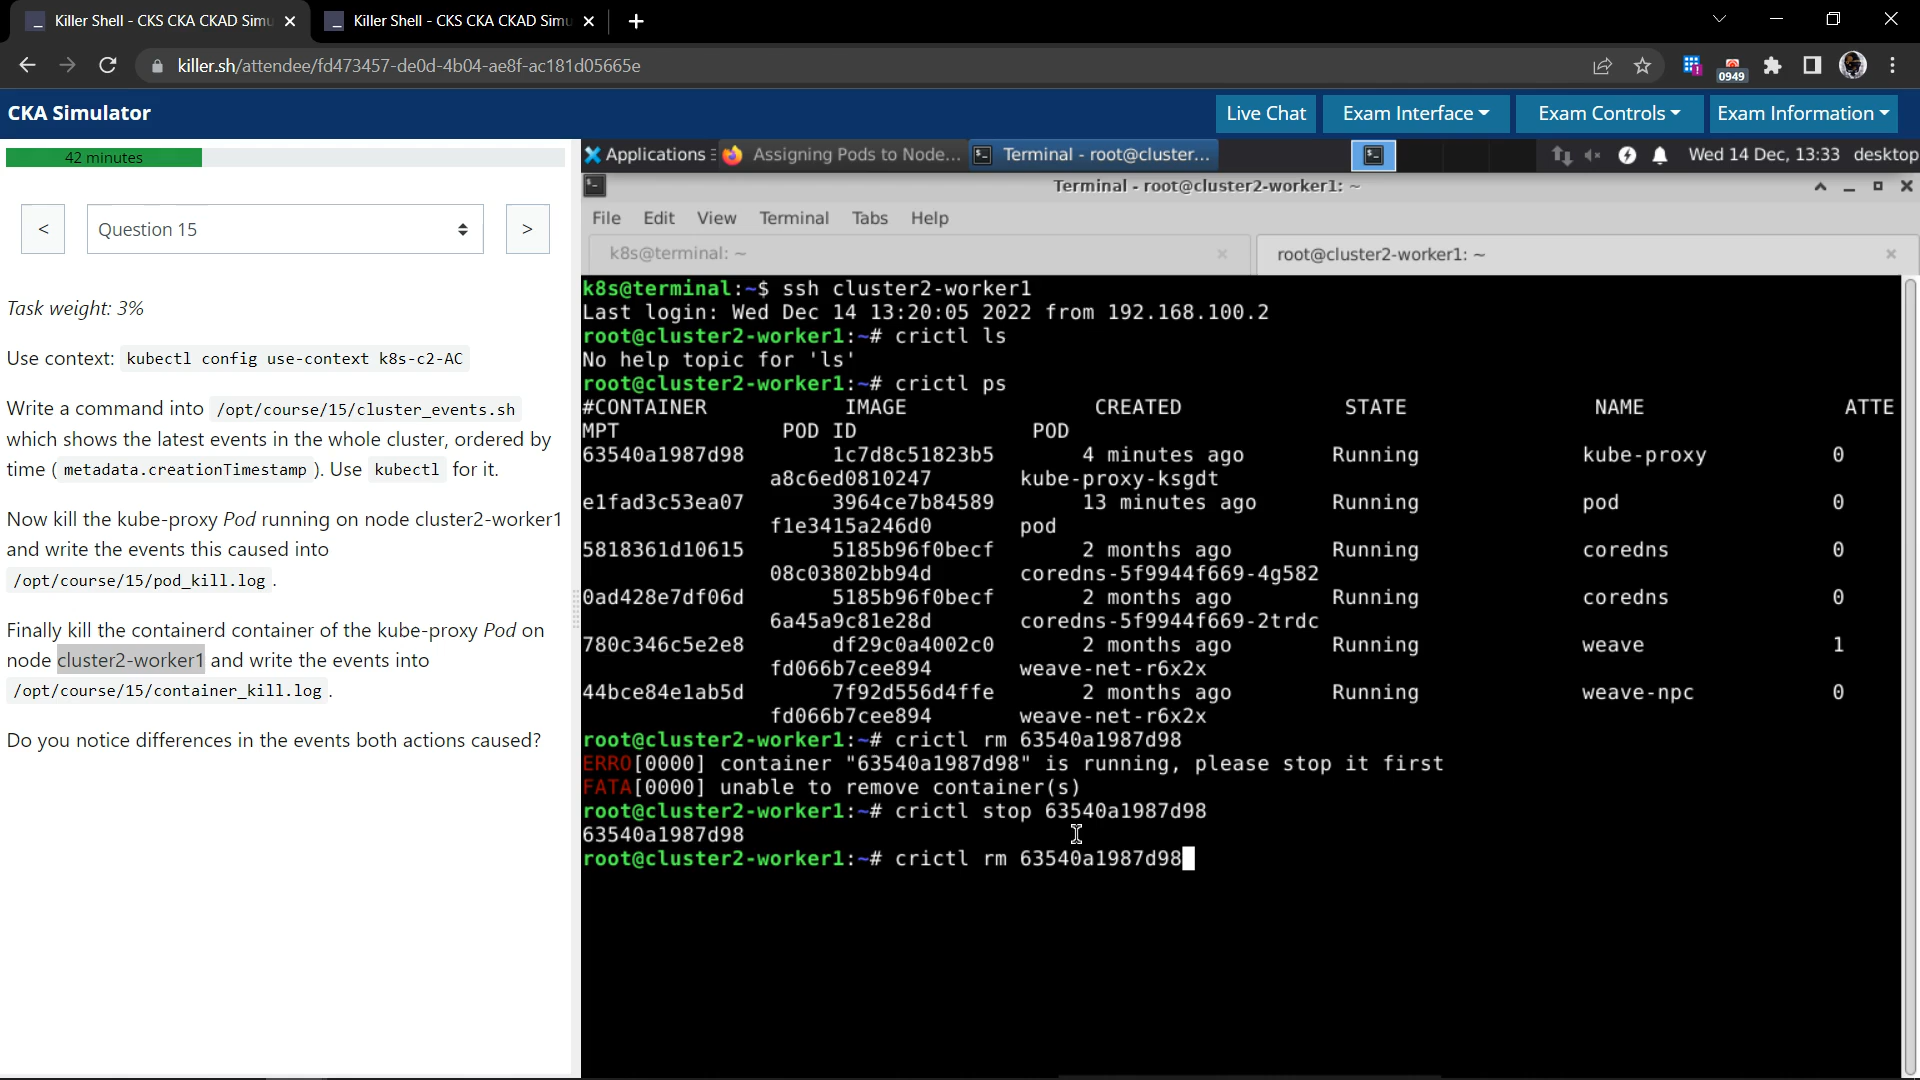 Killer Shell - CKS CKA CKAD Simu
Killer Shell - CKS CKA CKAD Simu
killer.sh/attendee/fd473457-de0d-4b04-ae8f-ac181d05665e
0949
CKA Simulator
Live Chat
Exam Interface
Exam Controls
Exam Information
42 minutes
Applications
Assigning Pods to Node...
Terminal - root@cluster...
Wed 14 Dec, 13:33
desktop
Terminal - root@cluster2-worker1: ~
< Question 15 >
File Edit View Terminal Tabs Help
k8s@terminal: ~
root@cluster2-worker1: ~
Task weight: 3%
Use context: kubectl config use-context k8s-c2-AC
Write a command into /opt/course/15/cluster_events.sh
which shows the latest events in the whole cluster, ordered by
time ( metadata.creationTimestamp ). Use kubectl for it.
Now kill the kube-proxy Pod running on node cluster2-worker1
and write the events this caused into
/opt/course/15/pod_kill.log .
Finally kill the containerd container of the kube-proxy Pod on
node cluster2-worker1 and write the events into
/opt/course/15/container_kill.log .
Do you notice differences in the events both actions caused?
k8s@terminal:~$ ssh cluster2-worker1
Last login: Wed Dec 14 13:20:05 2022 from 192.168.100.2
root@cluster2-worker1:~# crictl ls
No help topic for 'ls'
root@cluster2-worker1:~# crictl ps
#CONTAINER IMAGE CREATED STATE NAME ATTE
MPT POD ID POD
63540a1987d98 1c7d8c51823b5 4 minutes ago Running kube-proxy 0
a8c6ed0810247 kube-proxy-ksgdt
e1fad3c53ea07 3964ce7b84589 13 minutes ago Running pod 0
f1e3415a246d0 pod
5818361d10615 5185b96f0becf 2 months ago Running coredns 0
08c03802bb94d coredns-5f9944f669-4g582
0ad428e7df06d 5185b96f0becf 2 months ago Running coredns 0
6a45a9c81e28d coredns-5f9944f669-2trdc
780c346c5e2e8 df29c0a4002c0 2 months ago Running weave 1
fd066b7cee894 weave-net-r6x2x
44bce84e1ab5d 7f92d556d4ffe 2 months ago Running weave-npc 0
fd066b7cee894 weave-net-r6x2x
root@cluster2-worker1:~# crictl rm 63540a1987d98
ERRO[0000] container "63540a1987d98" is running, please stop it first
FATA[0000] unable to remove container(s)
root@cluster2-worker1:~# crictl stop 63540a1987d98
63540a1987d98
root@cluster2-worker1:~# crictl rm 63540a1987d98